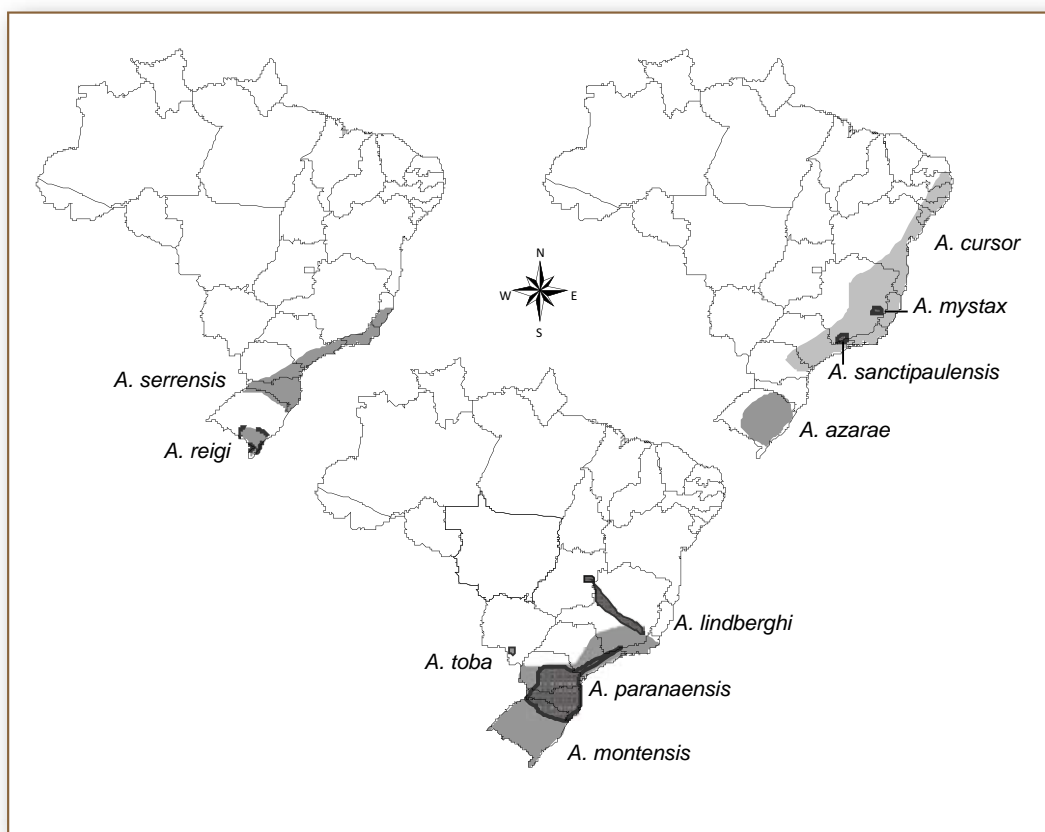 A. cursor
N
W E
S
A. mystax
A. sanctipaulensis
A. serrensis
A. azarae
A. reigi
A. lindberghi
A. toba
A. paranaensis
A. montensis